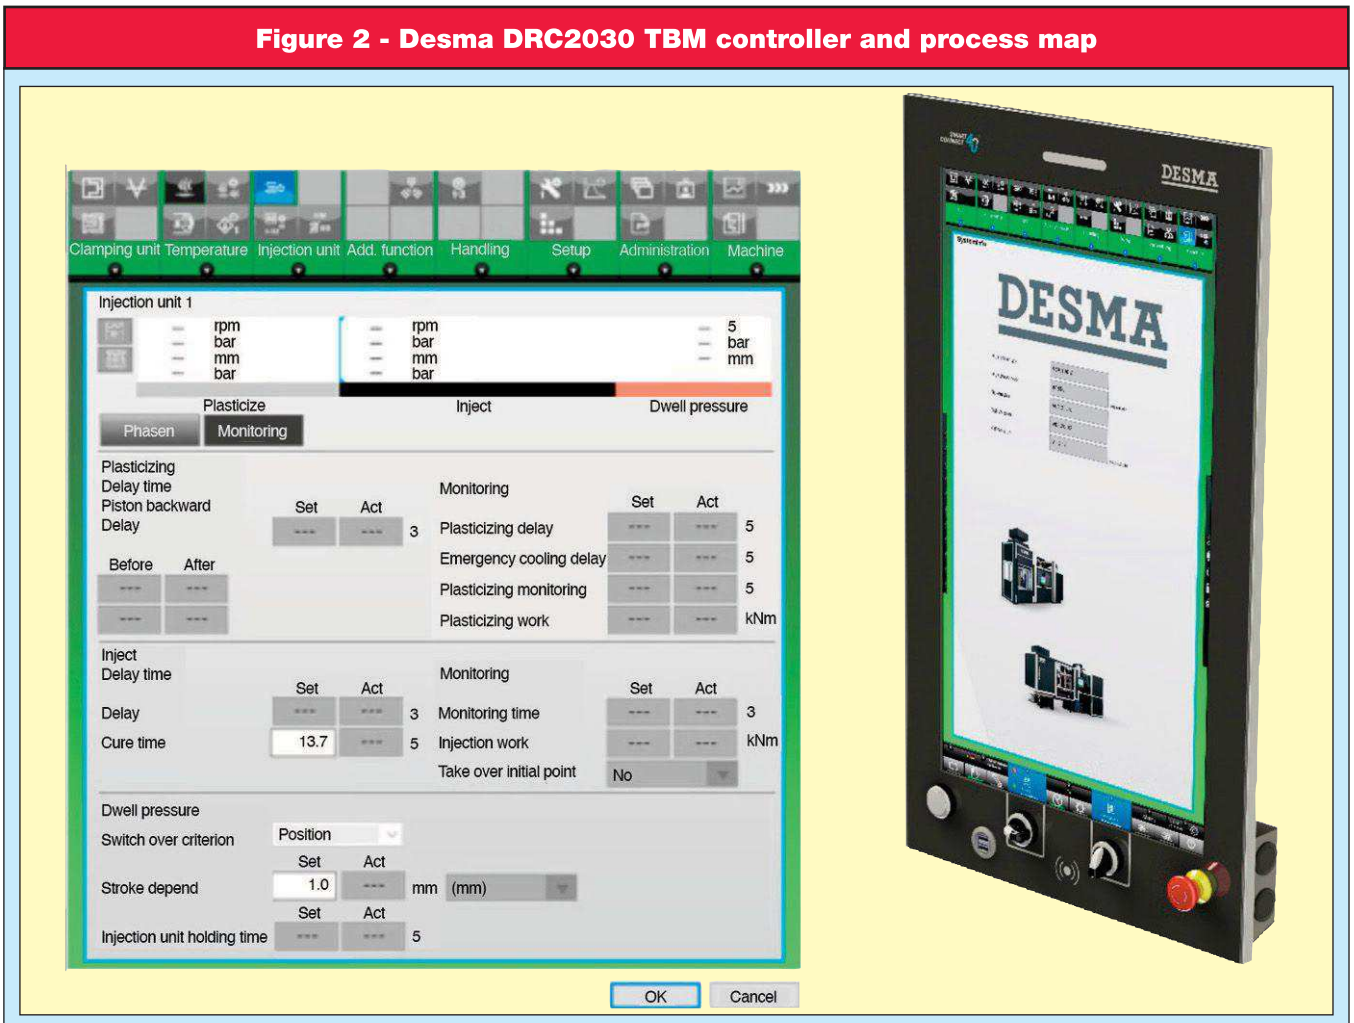 Figure 2 - Desma DRC2030 TBM controller and process map
SMART CONNECT 4.0
DESMA
Clamping unit Temperature Injection unit Add. function Handling Setup Administration Machine
Injection unit 1
--- rpm --- rpm --- 5
--- bar --- bar --- bar
--- mm --- mm --- mm
--- bar --- bar
Plasticize Inject Dwell pressure
Phasen Monitoring
Plasticizing
Delay time
Piston backward
Delay
Set Act
--- --- 3
Before After
--- ---
--- ---
Monitoring
Set Act
Plasticizing delay --- --- 5
Emergency cooling delay --- --- 5
Plasticizing monitoring --- --- 5
Plasticizing work --- --- kNm
Inject
Delay time
Set Act
Delay --- --- 3
Cure time 13.7 --- 5
Monitoring
Set Act
Monitoring time --- --- 3
Injection work --- --- kNm
Take over initial point No
Dwell pressure
Switch over criterion Position
Set Act
Stroke depend 1.0 --- mm (mm)
Set Act
Injection unit holding time --- --- 5
OK Cancel
Systeminfo
DESMA